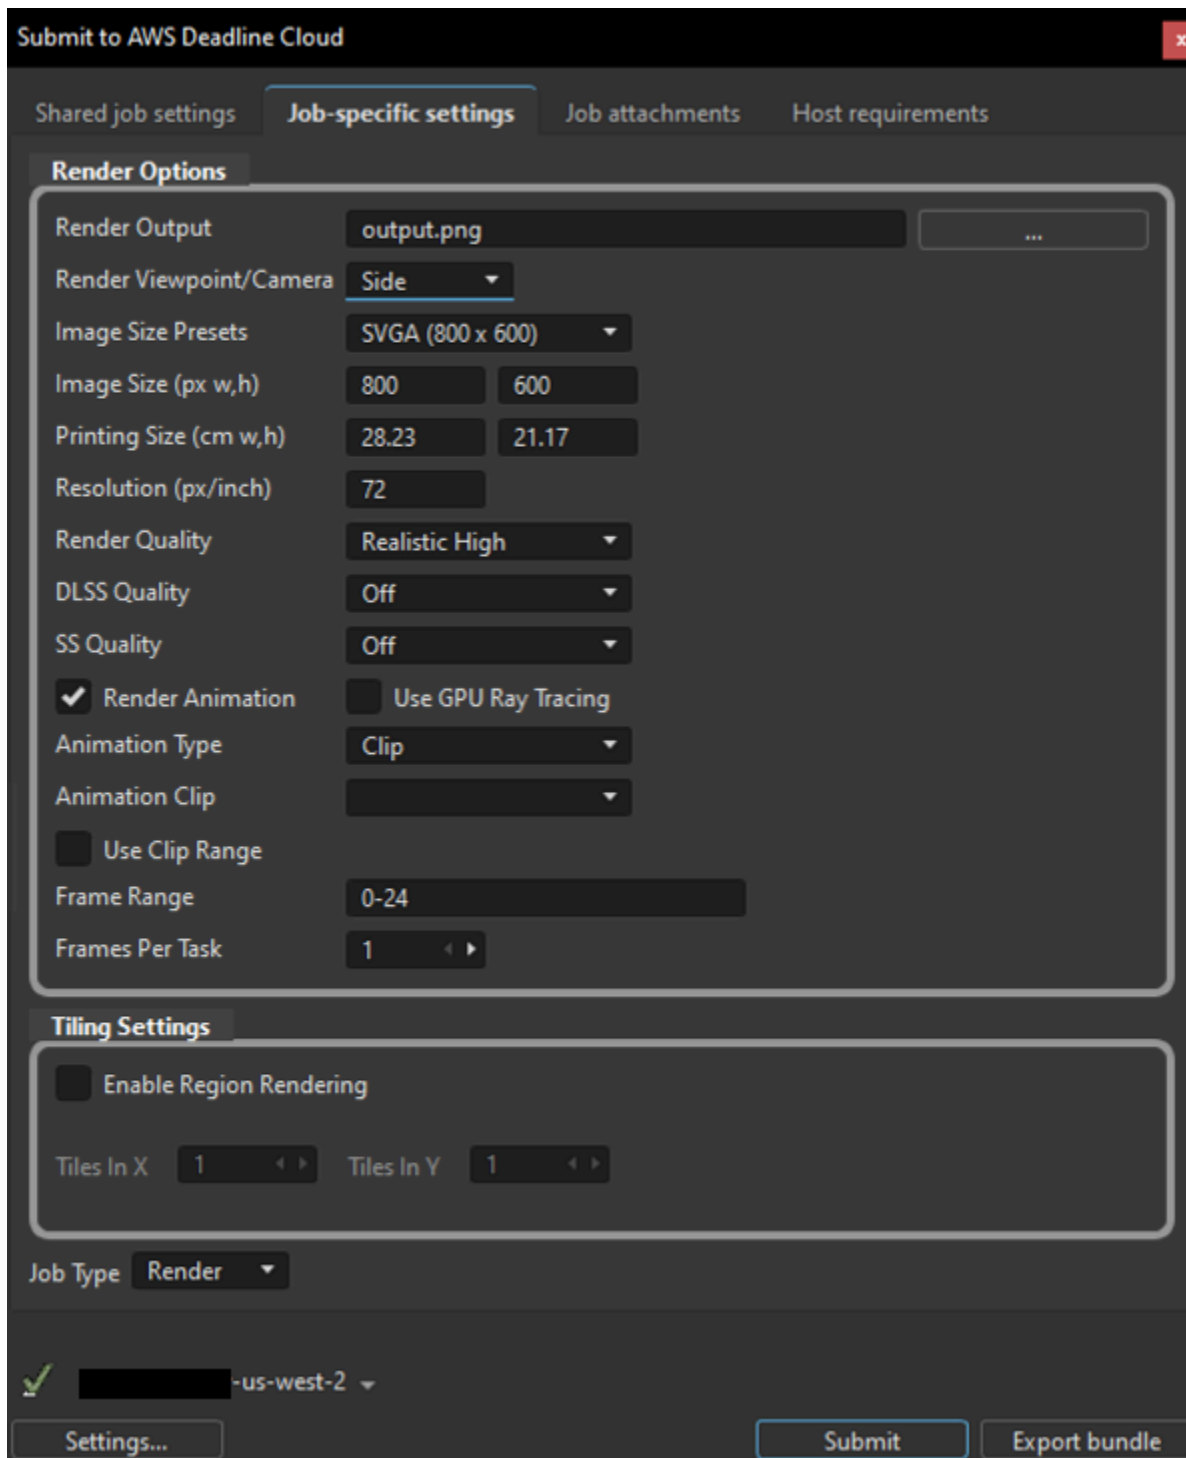 Submit to AWS Deadline Cloud x
Shared job settings Job-specific settings Job attachments Host requirements
Render Options
Render Output output.png ...
Render Viewpoint/Camera Side
Image Size Presets SVGA (800 x 600)
Image Size (px w,h) 800 600
Printing Size (cm w,h) 28.23 21.17
Resolution (px/inch) 72
Render Quality Realistic High
DLSS Quality Off
SS Quality Off
Render Animation Use GPU Ray Tracing
Animation Type Clip
Animation Clip
Use Clip Range
Frame Range 0-24
Frames Per Task 1
Tiling Settings
Enable Region Rendering
Tiles In X 1 Tiles In Y 1
Job Type Render
-us-west-2
Settings... Submit Export bundle